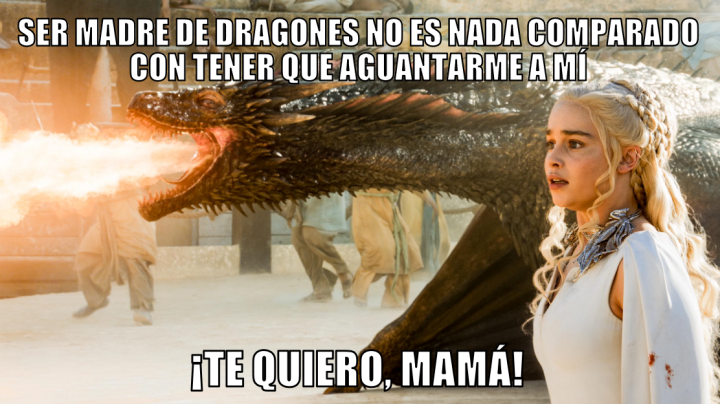 SER MADRE DE DRAGONES NO ES NADA COMPARADO
CON TENER QUE AGUANTARME A MÍ
¡TE QUIERO, MAMÁ!